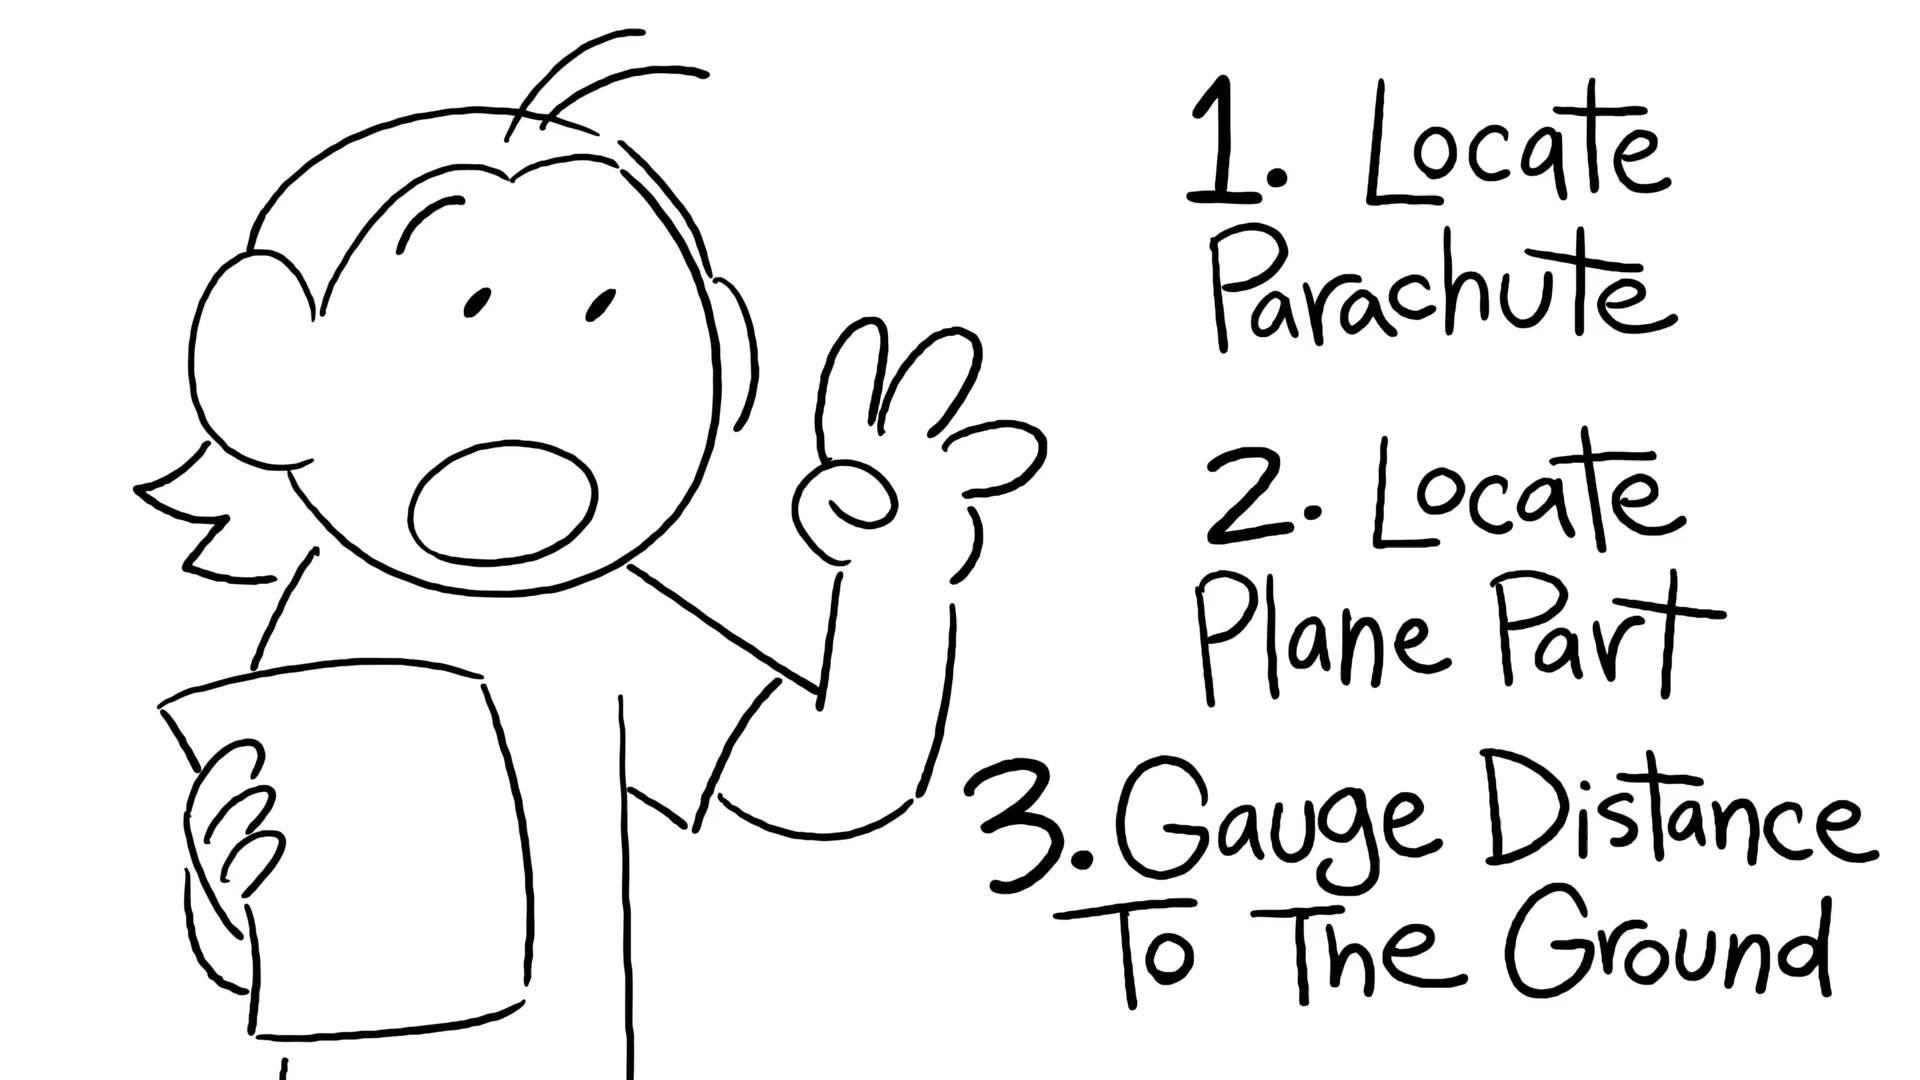 1. Locate
Parachute
2. Locate
Plane Part
3. Gauge Distance
To The Ground